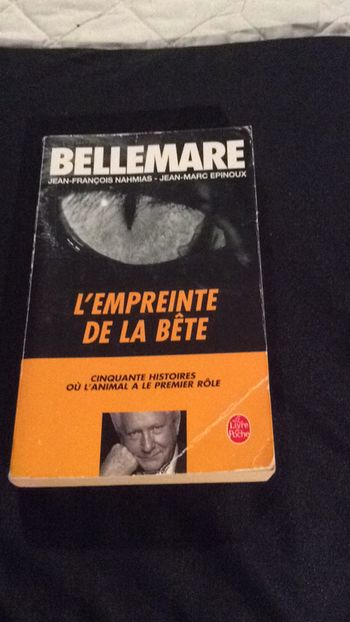 BELLEMARE
JEAN-FRANÇOIS NAHMIAS - JEAN-MARC EPINOUX
L'EMPREINTE
DE LA BÊTE
CINQUANTE HISTOIRES
OÙ L'ANIMAL A LE PREMIER RÔLE
Le Livre
de Poche